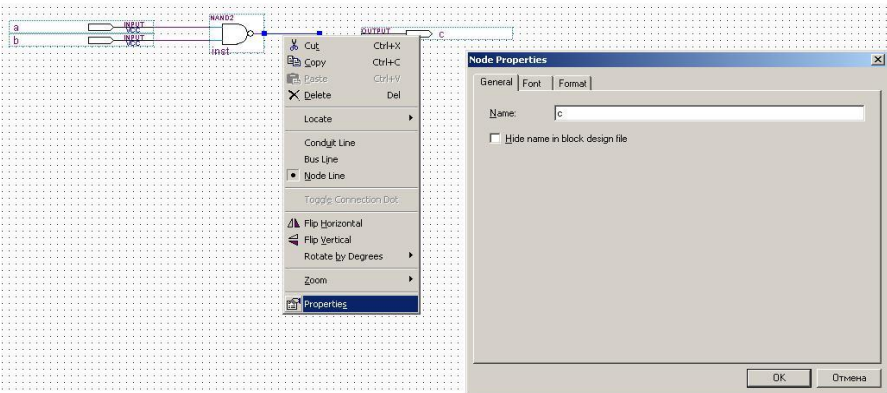 NAND2
a INPUT VCC
b INPUT VCC
inst
OUTPUT c
Cut Ctrl+X
Copy Ctrl+C
Paste Ctrl+V
Delete Del
Locate
Conduit Line
Bus Line
Node Line
Toggle Connection Dot
Flip Horizontal
Flip Vertical
Rotate by Degrees
Zoom
Properties
Node Properties
General Font Format
Name: c
Hide name in block design file
OK Отмена